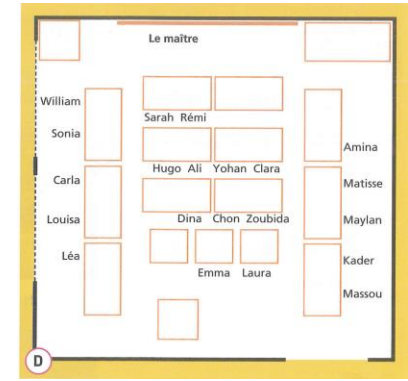 Le maître
William
Sarah Rémi
Sonia
Amina
Hugo Ali Yohan Clara
Carla
Matisse
Louisa
Dina Chon Zoubida
Maylan
Léa
Kader
Emma Laura
Massou
D